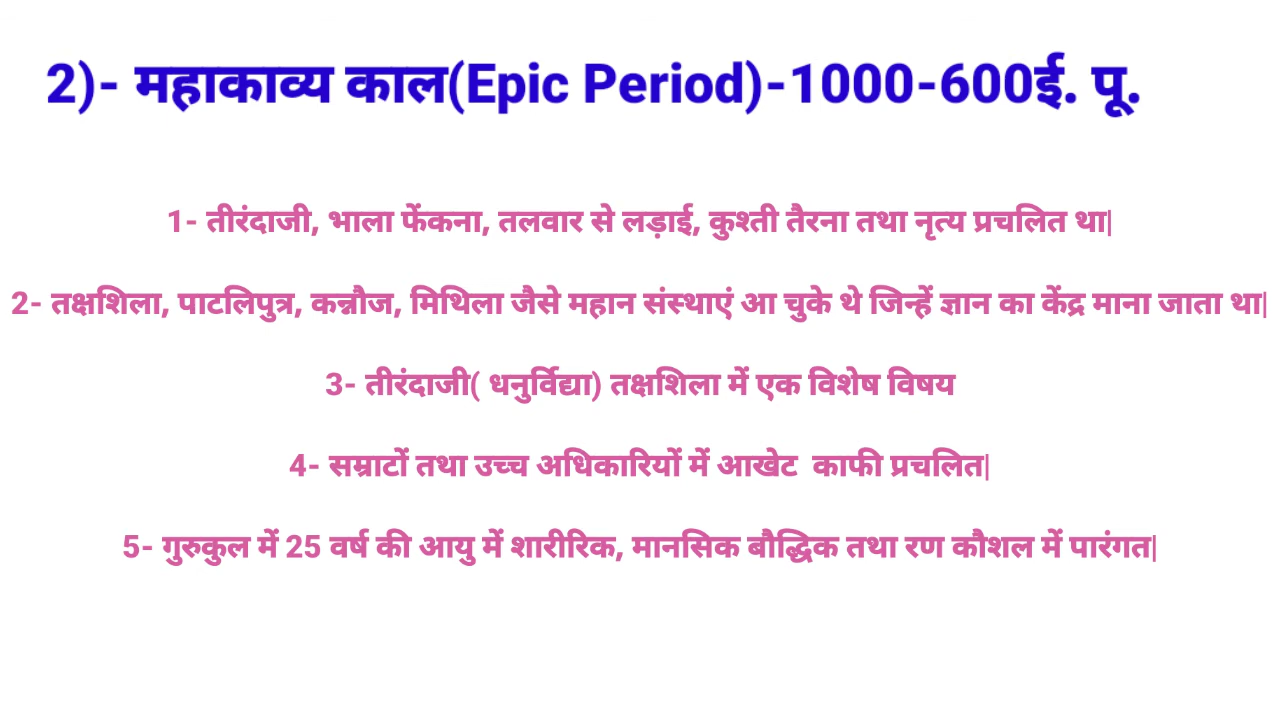 2)- महाकाव्य काल(Epic Period)-1000-600ई. पू.
1- तीरंदाजी, भाला फेंकना, तलवार से लड़ाई, कुश्ती तैरना तथा नृत्य प्रचलित था|
2- तक्षशिला, पाटलिपुत्र, कन्नौज, मिथिला जैसे महान संस्थाएं आ चुके थे जिन्हें ज्ञान का केंद्र माना जाता था|
3- तीरंदाजी( धनुर्विद्या) तक्षशिला में एक विशेष विषय
4- सम्राटों तथा उच्च अधिकारियों में आखेट  काफी प्रचलित|
5- गुरुकुल में 25 वर्ष की आयु में शारीरिक, मानसिक बौद्धिक तथा रण कौशल में पारंगत|